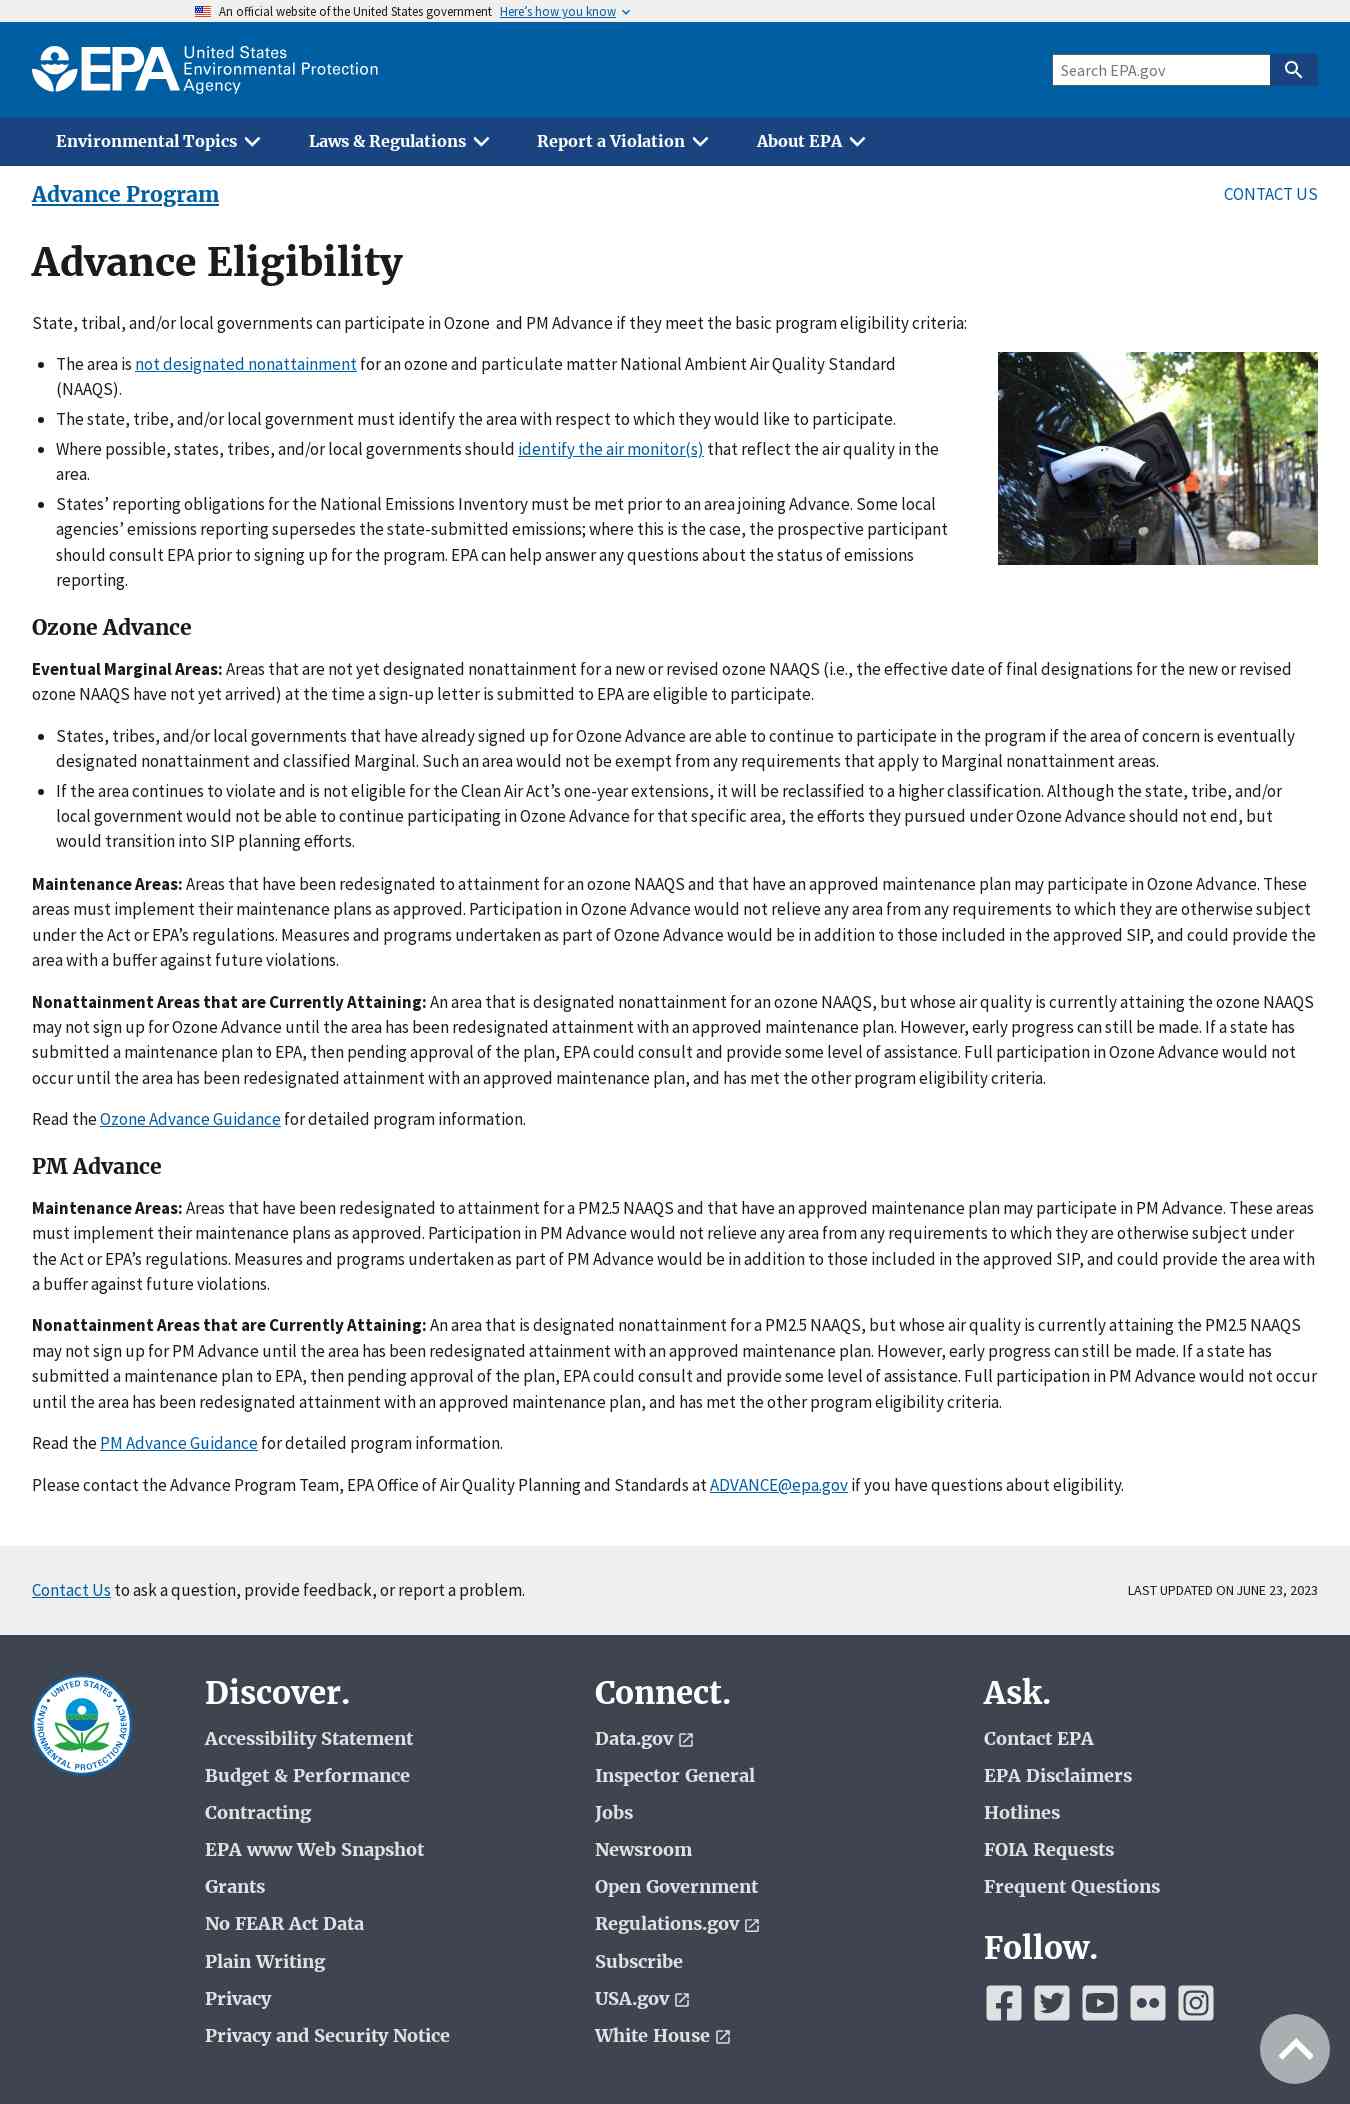 An official website of the United States government Here's how you know
EPA United States
Environmental Protection
Agency
Search EPA.gov
Environmental Topics Laws & Regulations Report a Violation About EPA
Advance Program CONTACT US
Advance Eligibility
State, tribal, and/or local governments can participate in Ozone and PM Advance if they meet the basic program eligibility criteria:
• The area is not designated nonattainment for an ozone and particulate matter National Ambient Air Quality Standard
(NAAQS).
• The state, tribe, and/or local government must identify the area with respect to which they would like to participate.
• Where possible, states, tribes, and/or local governments should identify the air monitor(s) that reflect the air quality in the
area.
• States’ reporting obligations for the National Emissions Inventory must be met prior to an area joining Advance. Some local
agencies’ emissions reporting supersedes the state-submitted emissions; where this is the case, the prospective participant
should consult EPA prior to signing up for the program. EPA can help answer any questions about the status of emissions
reporting.
Ozone Advance
Eventual Marginal Areas: Areas that are not yet designated nonattainment for a new or revised ozone NAAQS (i.e., the effective date of final designations for the new or revised
ozone NAAQS have not yet arrived) at the time a sign-up letter is submitted to EPA are eligible to participate.
• States, tribes, and/or local governments that have already signed up for Ozone Advance are able to continue to participate in the program if the area of concern is eventually
designated nonattainment and classified Marginal. Such an area would not be exempt from any requirements that apply to Marginal nonattainment areas.
• If the area continues to violate and is not eligible for the Clean Air Act’s one-year extensions, it will be reclassified to a higher classification. Although the state, tribe, and/or
local government would not be able to continue participating in Ozone Advance for that specific area, the efforts they pursued under Ozone Advance should not end, but
would transition into SIP planning efforts.
Maintenance Areas: Areas that have been redesignated to attainment for an ozone NAAQS and that have an approved maintenance plan may participate in Ozone Advance. These
areas must implement their maintenance plans as approved. Participation in Ozone Advance would not relieve any area from any requirements to which they are otherwise subject
under the Act or EPA’s regulations. Measures and programs undertaken as part of Ozone Advance would be in addition to those included in the approved SIP, and could provide the
area with a buffer against future violations.
Nonattainment Areas that are Currently Attaining: An area that is designated nonattainment for an ozone NAAQS, but whose air quality is currently attaining the ozone NAAQS
may not sign up for Ozone Advance until the area has been redesignated attainment with an approved maintenance plan. However, early progress can still be made. If a state has
submitted a maintenance plan to EPA, then pending approval of the plan, EPA could consult and provide some level of assistance. Full participation in Ozone Advance would not
occur until the area has been redesignated attainment with an approved maintenance plan, and has met the other program eligibility criteria.
Read the Ozone Advance Guidance for detailed program information.
PM Advance
Maintenance Areas: Areas that have been redesignated to attainment for a PM2.5 NAAQS and that have an approved maintenance plan may participate in PM Advance. These areas
must implement their maintenance plans as approved. Participation in PM Advance would not relieve any area from any requirements to which they are otherwise subject under
the Act or EPA’s regulations. Measures and programs undertaken as part of PM Advance would be in addition to those included in the approved SIP, and could provide the area with
a buffer against future violations.
Nonattainment Areas that are Currently Attaining: An area that is designated nonattainment for a PM2.5 NAAQS, but whose air quality is currently attaining the PM2.5 NAAQS
may not sign up for PM Advance until the area has been redesignated attainment with an approved maintenance plan. However, early progress can still be made. If a state has
submitted a maintenance plan to EPA, then pending approval of the plan, EPA could consult and provide some level of assistance. Full participation in PM Advance would not occur
until the area has been redesignated attainment with an approved maintenance plan, and has met the other program eligibility criteria.
Read the PM Advance Guidance for detailed program information.
Please contact the Advance Program Team, EPA Office of Air Quality Planning and Standards at ADVANCE@epa.gov if you have questions about eligibility.
Contact Us to ask a question, provide feedback, or report a problem. LAST UPDATED ON JUNE 23, 2023
UNITED STATES
ENVIRONMENTAL PROTECTION AGENCY
Discover.
Accessibility Statement
Budget & Performance
Contracting
EPA www Web Snapshot
Grants
No FEAR Act Data
Plain Writing
Privacy
Privacy and Security Notice
Connect.
Data.gov
Inspector General
Jobs
Newsroom
Open Government
Regulations.gov
Subscribe
USA.gov
White House
Ask.
Contact EPA
EPA Disclaimers
Hotlines
FOIA Requests
Frequent Questions
Follow.